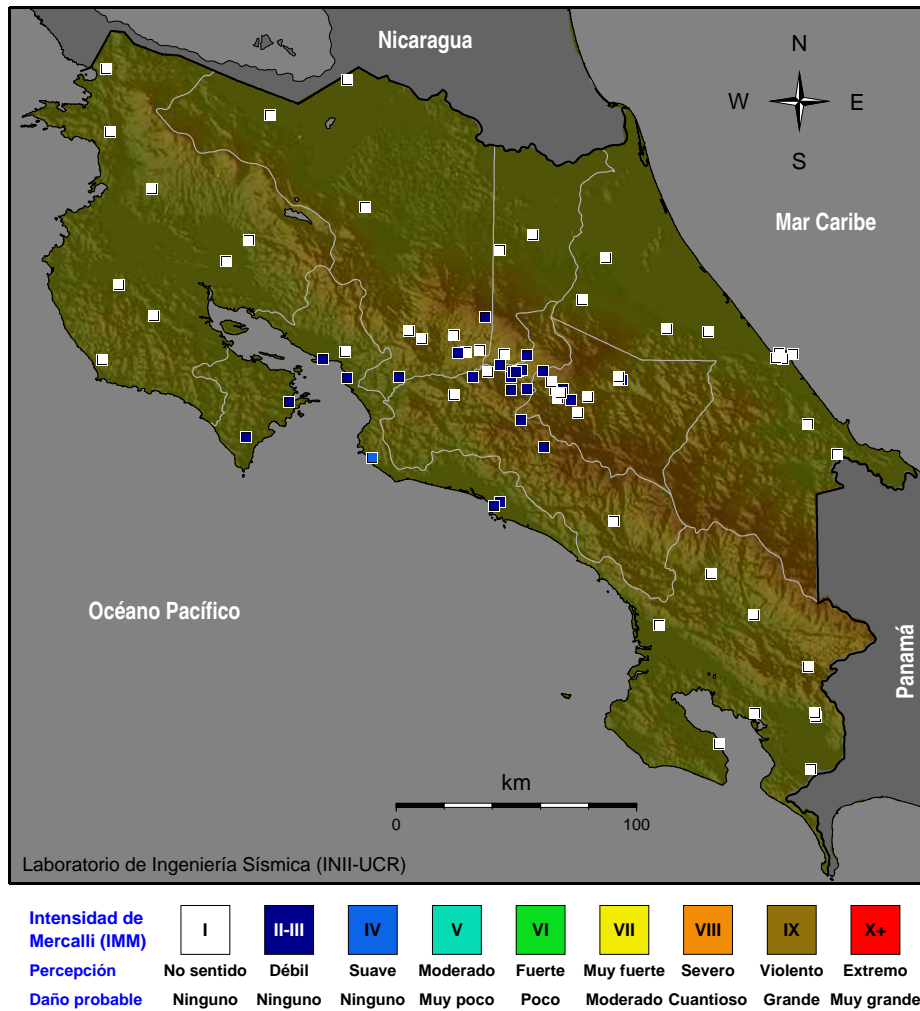 Nicaragua
N
W E
S
Mar Caribe
Océano Pacífico
Panamá
km
0 100
Laboratorio de Ingeniería Sísmica (INII-UCR)
Intensidad de Mercalli (IMM) I II-III IV V VI VII VIII IX X+
Percepción No sentido Débil Suave Moderado Fuerte Muy fuerte Severo Violento Extremo
Daño probable Ninguno Ninguno Ninguno Muy poco Poco Moderado Cuantioso Grande Muy grande